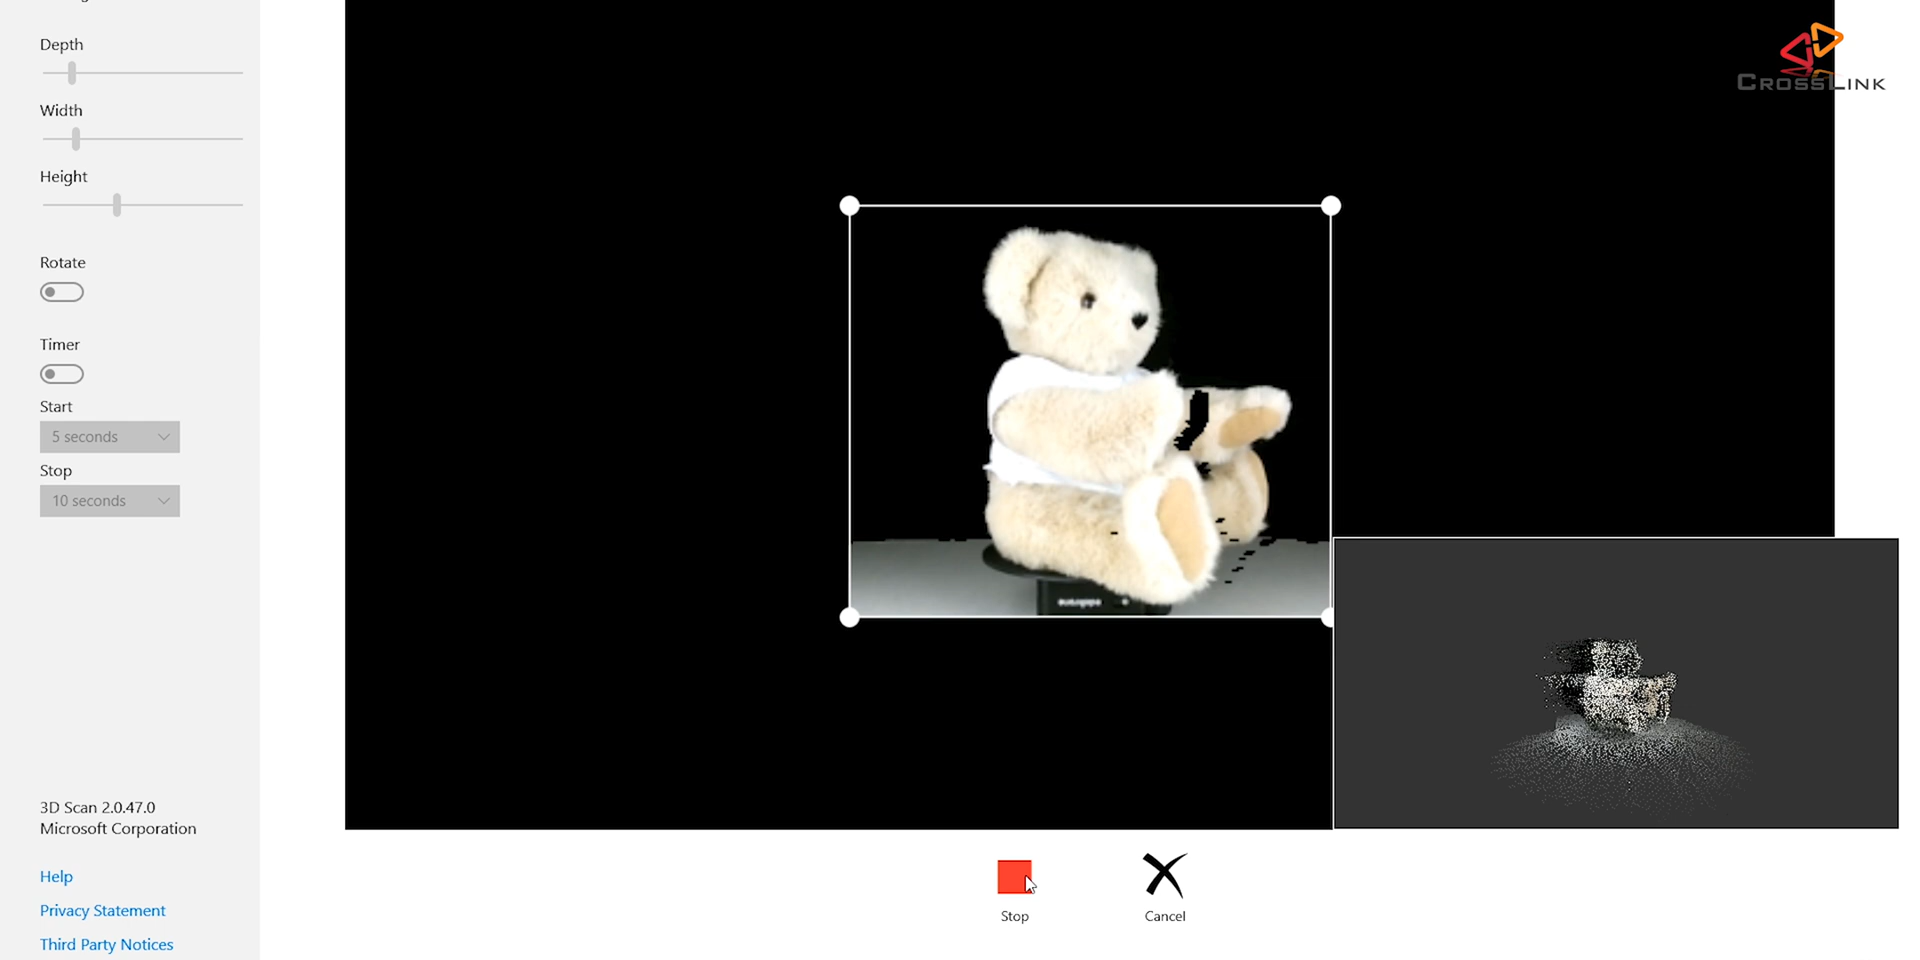 Depth
Width
Height
Rotate
Timer
Start
5 seconds
Stop
10 seconds
3D Scan 2.0.47.0
Microsoft Corporation
Help
Privacy Statement
Third Party Notices
CROSSLINK
Stop
Cancel